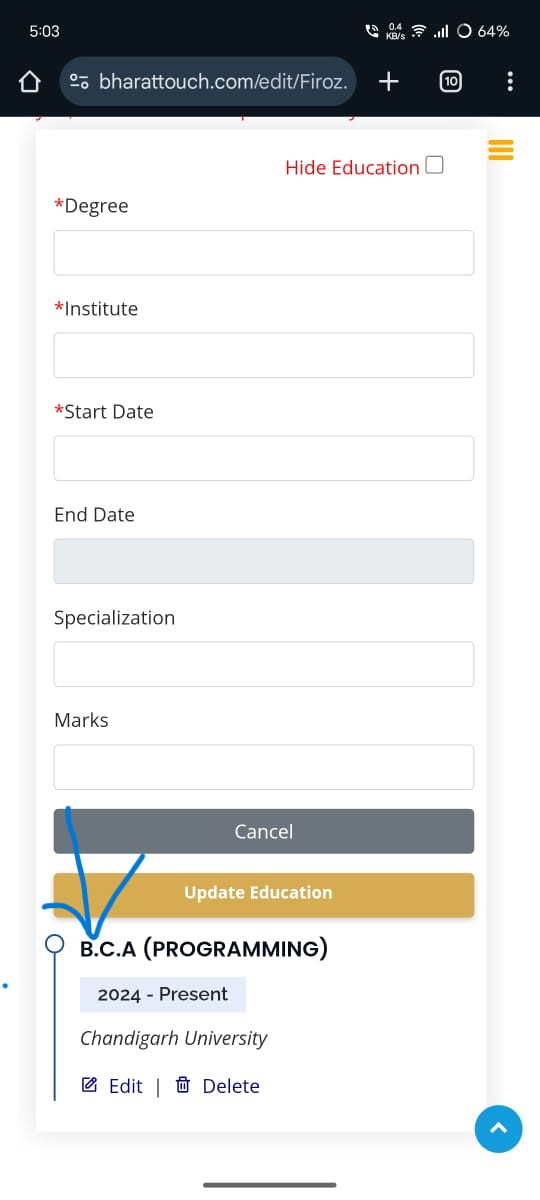 5:03
0.4 KB/s
64%
bharattouch.com/edit/Firoz.
10
Hide Education
*Degree
*Institute
*Start Date
End Date
Specialization
Marks
Cancel
Update Education
B.C.A (PROGRAMMING)
2024 - Present
Chandigarh University
Edit | Delete